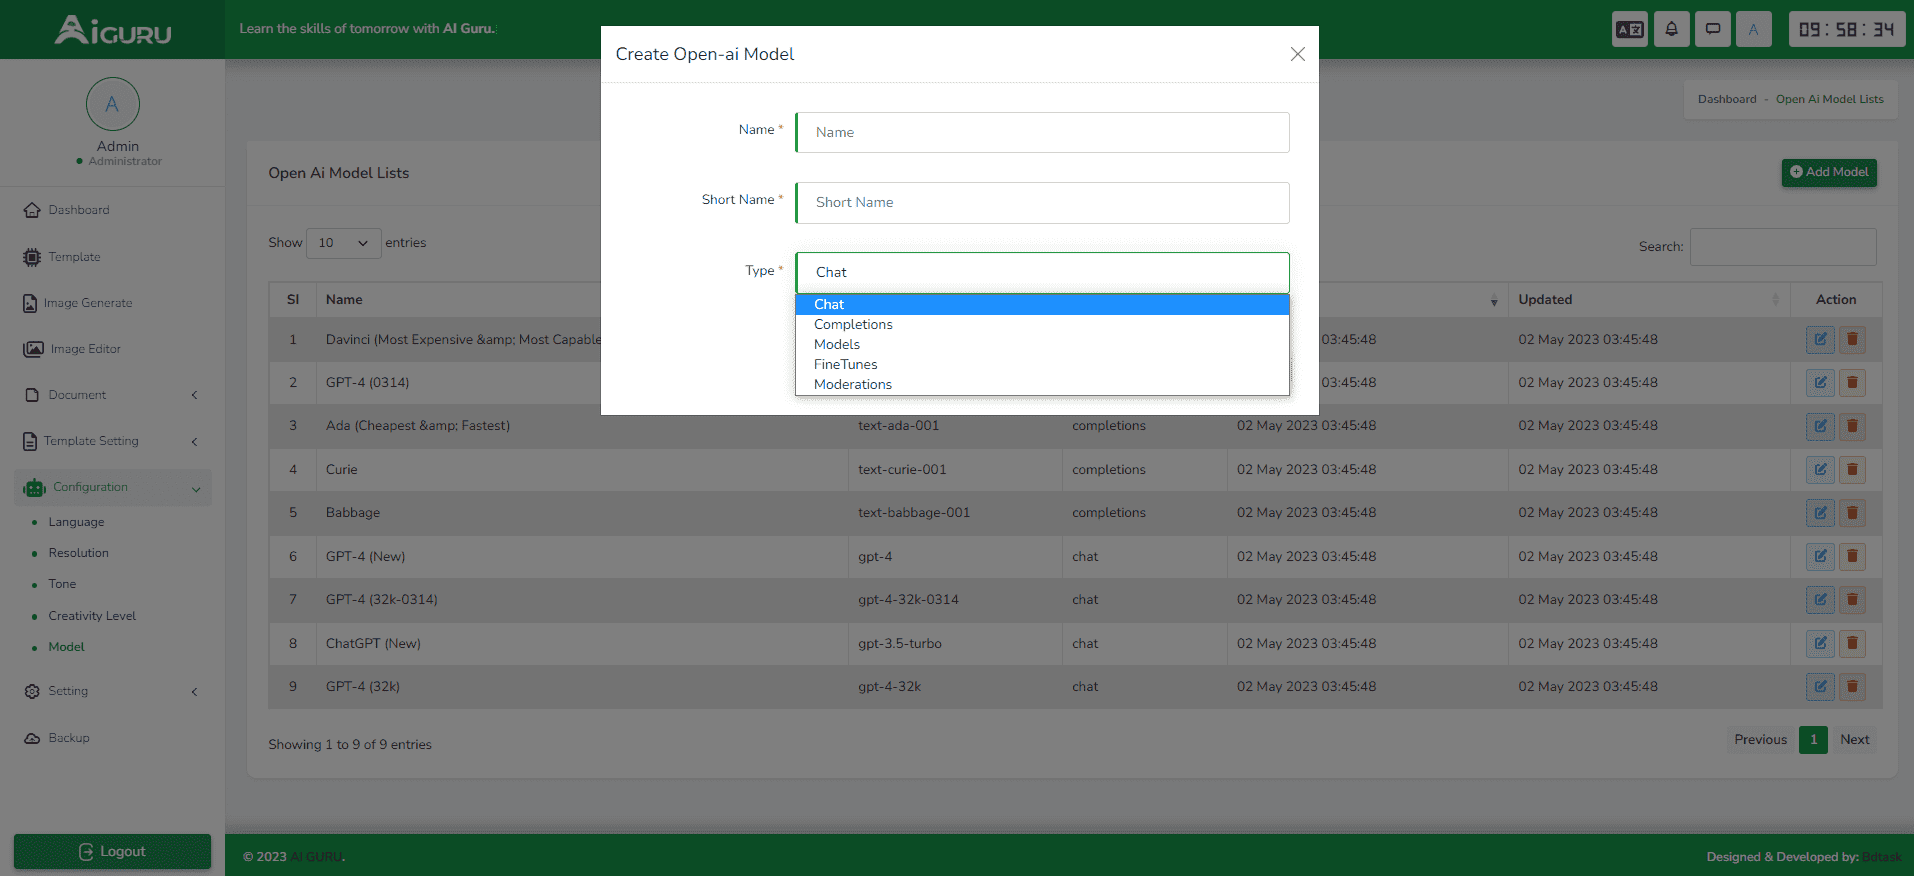 AiGURU
Learn the skills of tomorrow with AI Guru.
A
09:58:34
A
Admin
Administrator
Dashboard
Template
Image Generate
Image Editor
Document
Template Setting
Configuration
Language
Resolution
Tone
Creativity Level
Model
Setting
Backup
Logout
Dashboard - Open Ai Model Lists
Open Ai Model Lists
Add Model
Show 10 entries
Search:
Sl Name Updated Action
1 Davinci (Most Expensive &amp; Most Capable 03:45:48 02 May 2023 03:45:48
2 GPT-4 (0314) 03:45:48 02 May 2023 03:45:48
3 Ada (Cheapest &amp; Fastest) text-ada-001 completions 02 May 2023 03:45:48 02 May 2023 03:45:48
4 Curie text-curie-001 completions 02 May 2023 03:45:48 02 May 2023 03:45:48
5 Babbage text-babbage-001 completions 02 May 2023 03:45:48 02 May 2023 03:45:48
6 GPT-4 (New) gpt-4 chat 02 May 2023 03:45:48 02 May 2023 03:45:48
7 GPT-4 (32k-0314) gpt-4-32k-0314 chat 02 May 2023 03:45:48 02 May 2023 03:45:48
8 ChatGPT (New) gpt-3.5-turbo chat 02 May 2023 03:45:48 02 May 2023 03:45:48
9 GPT-4 (32k) gpt-4-32k chat 02 May 2023 03:45:48 02 May 2023 03:45:48
Showing 1 to 9 of 9 entries
Previous 1 Next
Create Open-ai Model
Name * Name
Short Name * Short Name
Type * Chat
Chat
Completions
Models
FineTunes
Moderations
© 2023 AI GURU.
Designed & Developed by: Bdtask